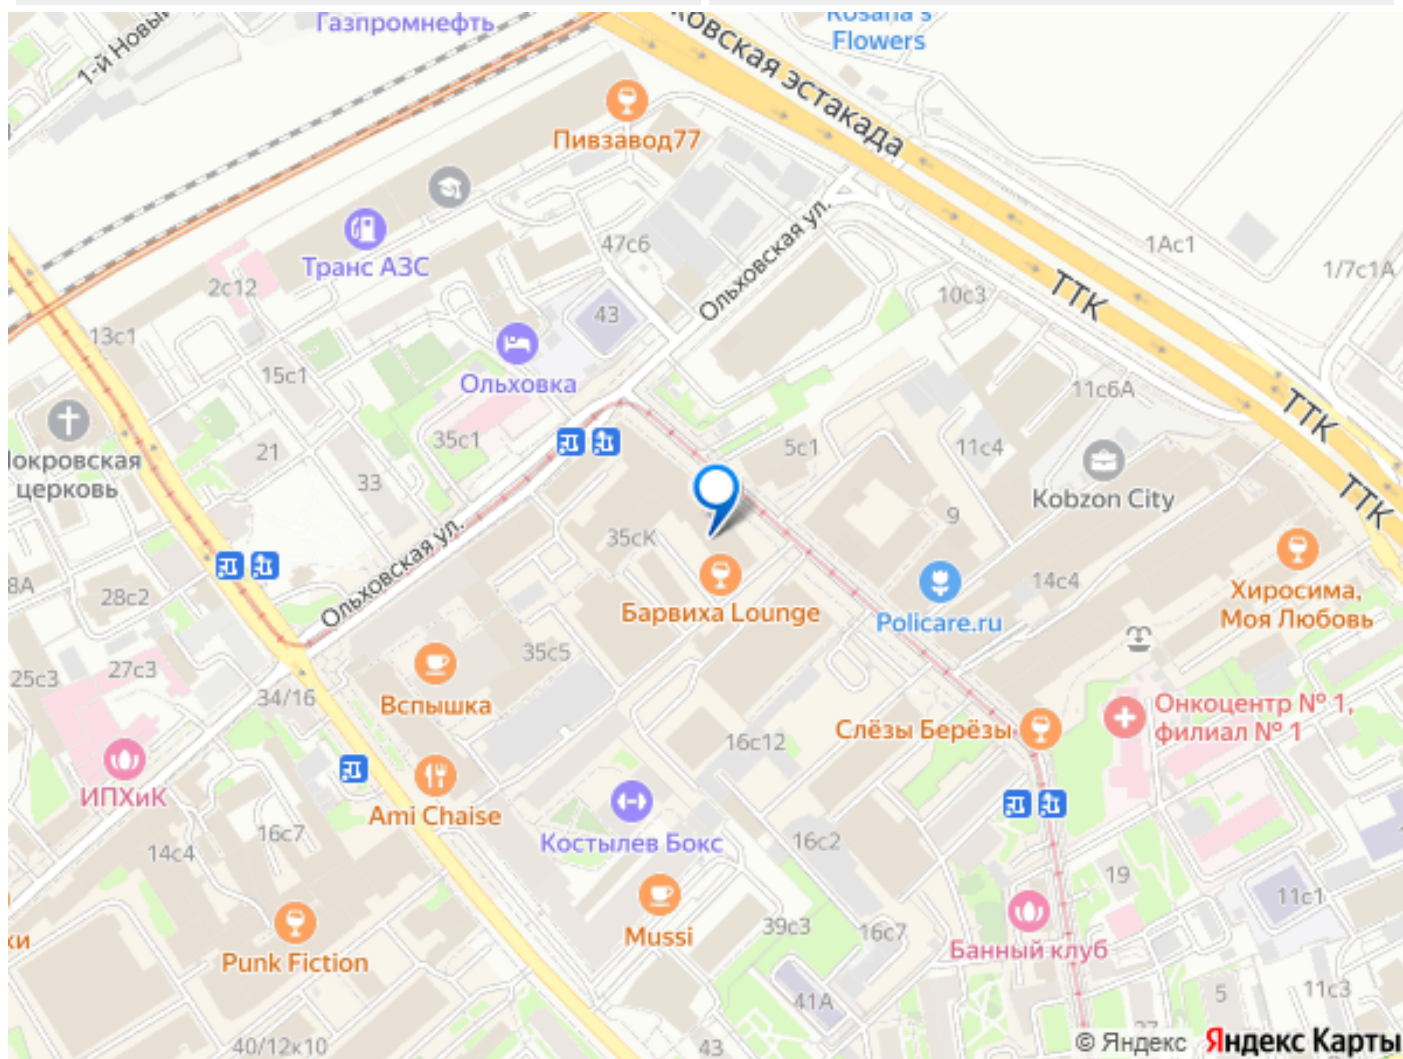 Газпромнефть
1-й Новый
Rosana's
Flowers
ковская эстакада
Пивзавод77
Транс АЗС
2с12
47с6
Ольховская ул.
1Ас1
1/7с1А
ТТК
10с3
13с1
43
15с1
Ольховка
11с6А
ТТК
35с1
21
5с1
11с4
Покровская
церковь
33
Kobzon City
ТТК
35сК
9
Ольховская ул.
28с2
8А
Барвиха Lounge
Policare.ru
14с4
Хиросима,
Моя Любовь
27с3
25с3
35с5
34/16
Вспышка
Слёзы Берёзы
Онкоцентр № 1,
филиал № 1
16с12
ИПХиК
Ami Chaise
Костылев Бокс
16с7
14с4
16с2
19
11с1
Mussi
39с3
16с7
Банный клуб
ки
Punk Fiction
41А
5
11с3
40/12к10
43
© Яндекс Яндекс Карты